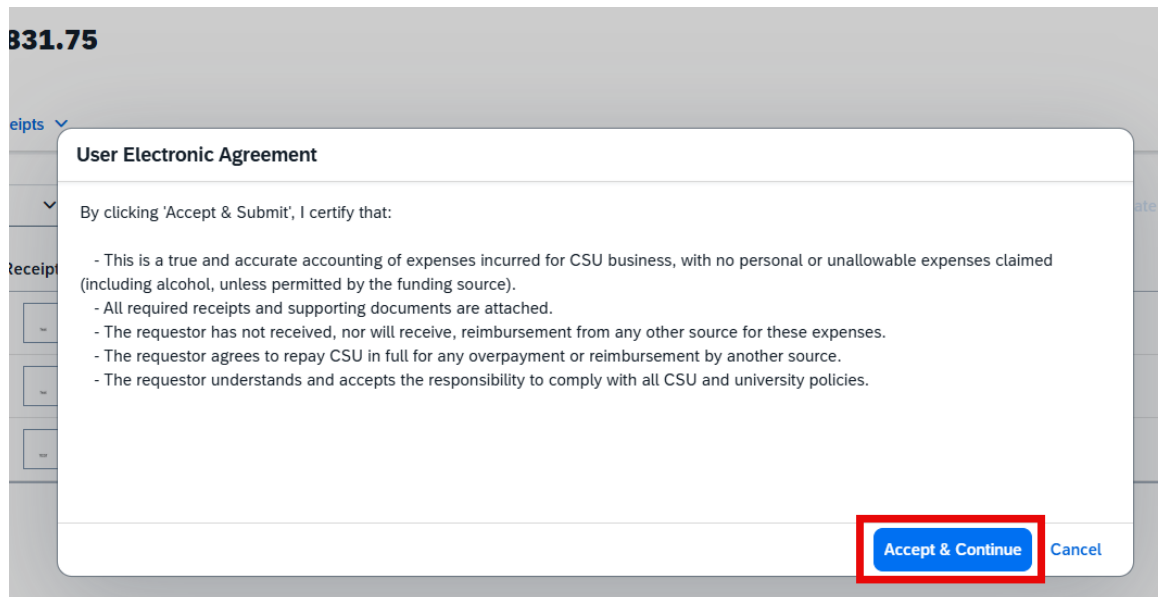 831.75
eipts
User Electronic Agreement
By clicking 'Accept & Submit', I certify that:
ate
- This is a true and accurate accounting of expenses incurred for CSU business, with no personal or unallowable expenses claimed
Receipt
(including alcohol, unless permitted by the funding source).
- All required receipts and supporting documents are attached.
- The requestor has not received, nor will receive, reimbursement from any other source for these expenses.
- The requestor agrees to repay CSU in full for any overpayment or reimbursement by another source.
- The requestor understands and accepts the responsibility to comply with all CSU and university policies.
Accept & Continue Cancel